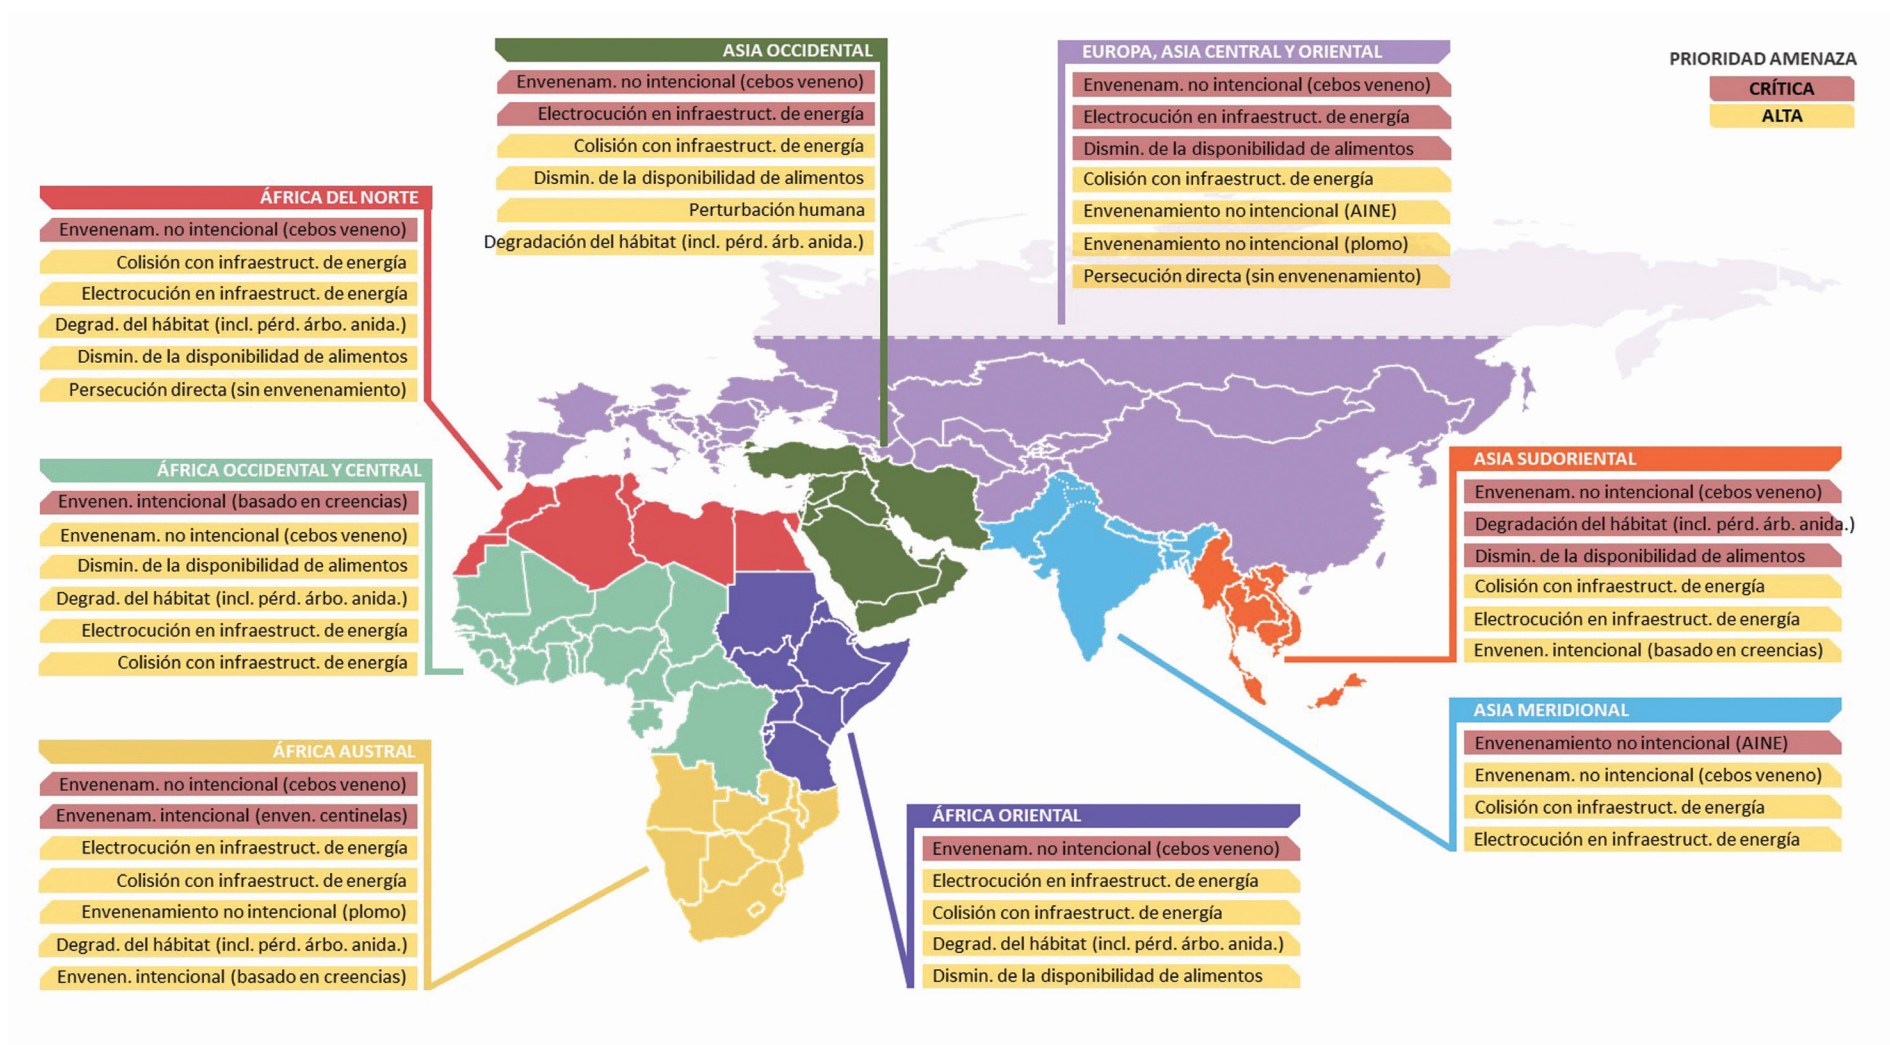 ASIA OCCIDENTAL
Envenenam. no intencional (cebos veneno)
Electrocución en infraestruct. de energía
Colisión con infraestruct. de energía
Dismin. de la disponibilidad de alimentos
Perturbación humana
Degradación del hábitat (incl. pérd. árb. anida.)
EUROPA, ASIA CENTRAL Y ORIENTAL
Envenenam. no intencional (cebos veneno)
Electrocución en infraestruct. de energía
Dismin. de la disponibilidad de alimentos
Colisión con infraestruct. de energía
Envenenamiento no intencional (AINE)
Envenenamiento no intencional (plomo)
Persecución directa (sin envenenamiento)
PRIORIDAD AMENAZA
CRÍTICA
ALTA
ÁFRICA DEL NORTE
Envenenam. no intencional (cebos veneno)
Colisión con infraestruct. de energía
Electrocución en infraestruct. de energía
Degrad. del hábitat (incl. pérd. árbo. anida.)
Dismin. de la disponibilidad de alimentos
Persecución directa (sin envenenamiento)
ÁFRICA OCCIDENTAL Y CENTRAL
Envenen. intencional (basado en creencias)
Envenenam. no intencional (cebos veneno)
Dismin. de la disponibilidad de alimentos
Degrad. del hábitat (incl. pérd. árbo. anida.)
Electrocución en infraestruct. de energía
Colisión con infraestruct. de energía
ASIA SUDORIENTAL
Envenenam. no intencional (cebos veneno)
Degradación del hábitat (incl. pérd. árb. anida.)
Dismin. de la disponibilidad de alimentos
Colisión con infraestruct. de energía
Electrocución en infraestruct. de energía
Envenen. intencional (basado en creencias)
ASIA MERIDIONAL
Envenenamiento no intencional (AINE)
Envenenam. no intencional (cebos veneno)
Colisión con infraestruct. de energía
Electrocución en infraestruct. de energía
ÁFRICA AUSTRAL
Envenenam. no intencional (cebos veneno)
Envenenam. intencional (enven. centinelas)
Electrocución en infraestruct. de energía
Colisión con infraestruct. de energía
Envenenamiento no intencional (plomo)
Degrad. del hábitat (incl. pérd. árbo. anida.)
Envenen. intencional (basado en creencias)
ÁFRICA ORIENTAL
Envenenam. no intencional (cebos veneno)
Electrocución en infraestruct. de energía
Colisión con infraestruct. de energía
Degrad. del hábitat (incl. pérd. árbo. anida.)
Dismin. de la disponibilidad de alimentos